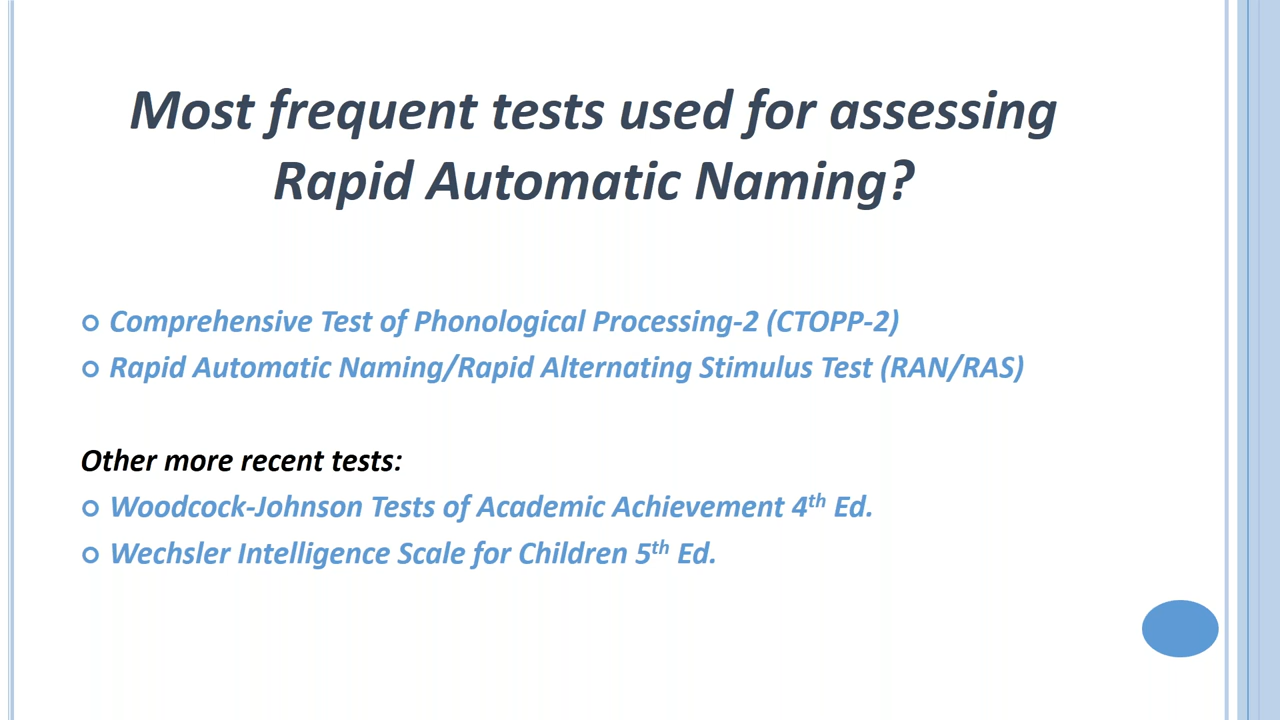 Most frequent tests used for assessing
Rapid Automatic Naming?
Comprehensive Test of Phonological Processing-2 (CTOPP-2)
Rapid Automatic Naming/Rapid Alternating Stimulus Test (RAN/RAS)
Other more recent tests:
Woodcock-Johnson Tests of Academic Achievement 4th Ed.
Wechsler Intelligence Scale for Children 5th Ed.